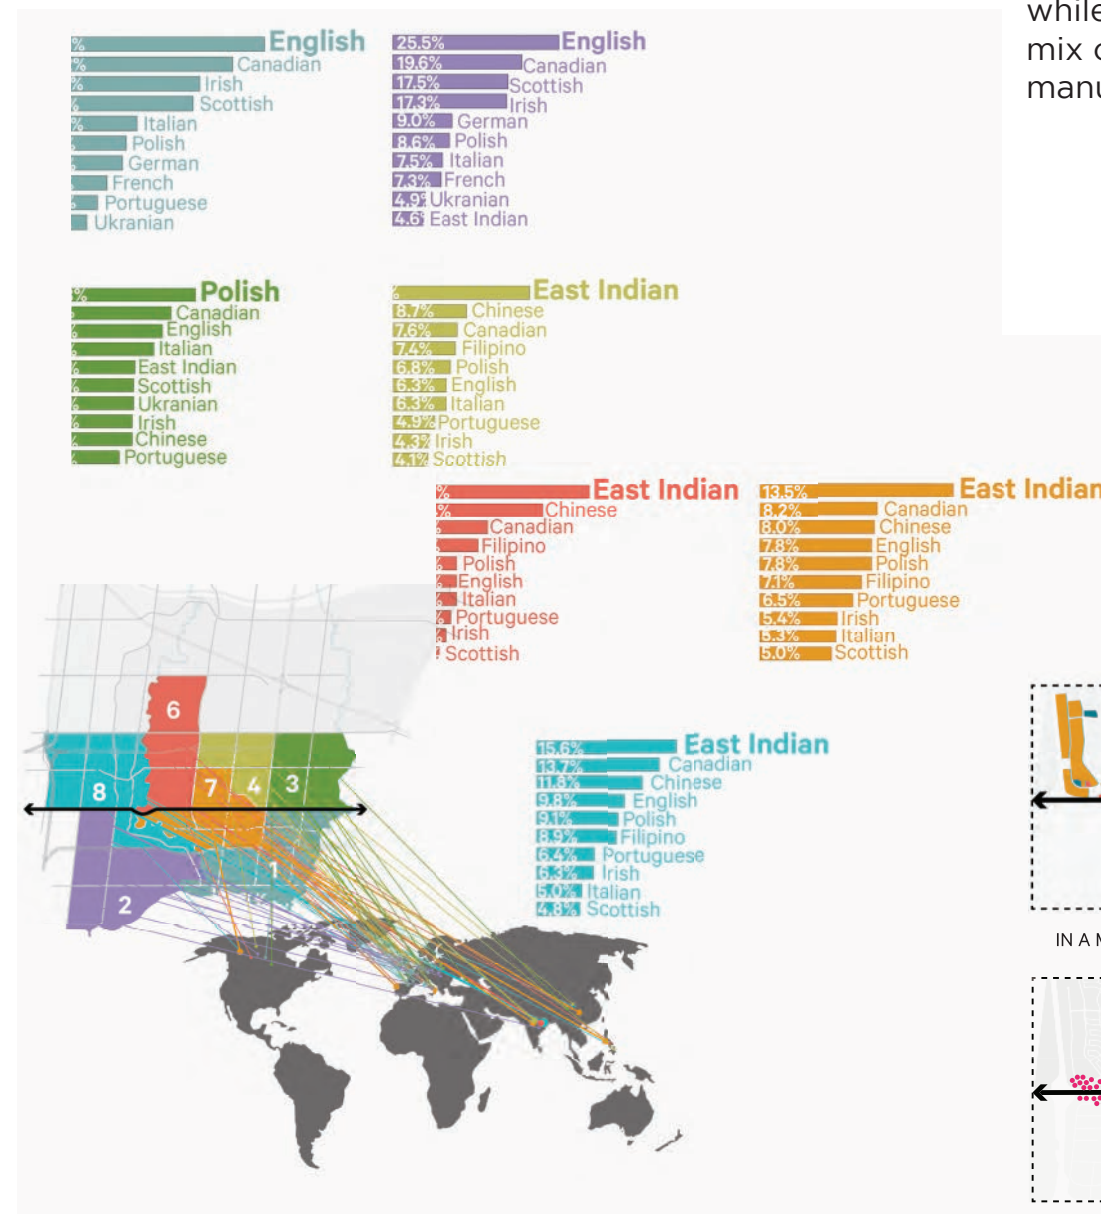 while
mix
manu
% English
% Canadian
% Irish
% Scottish
% Italian
Polish
German
French
Portuguese
Ukranian
25.5% English
19.6% Canadian
17.5% Scottish
17.3% Irish
9.0% German
8.6% Polish
7.5% Italian
7.3% French
4.9% Ukranian
4.6% East Indian
% Polish
Canadian
English
Italian
East Indian
Scottish
Ukranian
Irish
Chinese
Portuguese
% East Indian
8.7% Chinese
7.6% Canadian
7.4% Filipino
6.8% Polish
6.3% English
6.3% Italian
4.9% Portuguese
4.3% Irish
4.1% Scottish
% East Indian
% Chinese
Canadian
Filipino
% Polish
% English
% Italian
% Portuguese
% Irish
Scottish
13.5% East Indian
8.2% Canadian
8.0% Chinese
7.8% English
7.8% Polish
7.1% Filipino
6.5% Portuguese
5.4% Irish
5.3% Italian
5.0% Scottish
15.6% East Indian
13.7% Canadian
11.8% Chinese
9.8% English
9.1% Polish
8.9% Filipino
6.4% Portuguese
6.3% Irish
5.0% Italian
4.8% Scottish
6
8
7
4
3
1
2
IN A